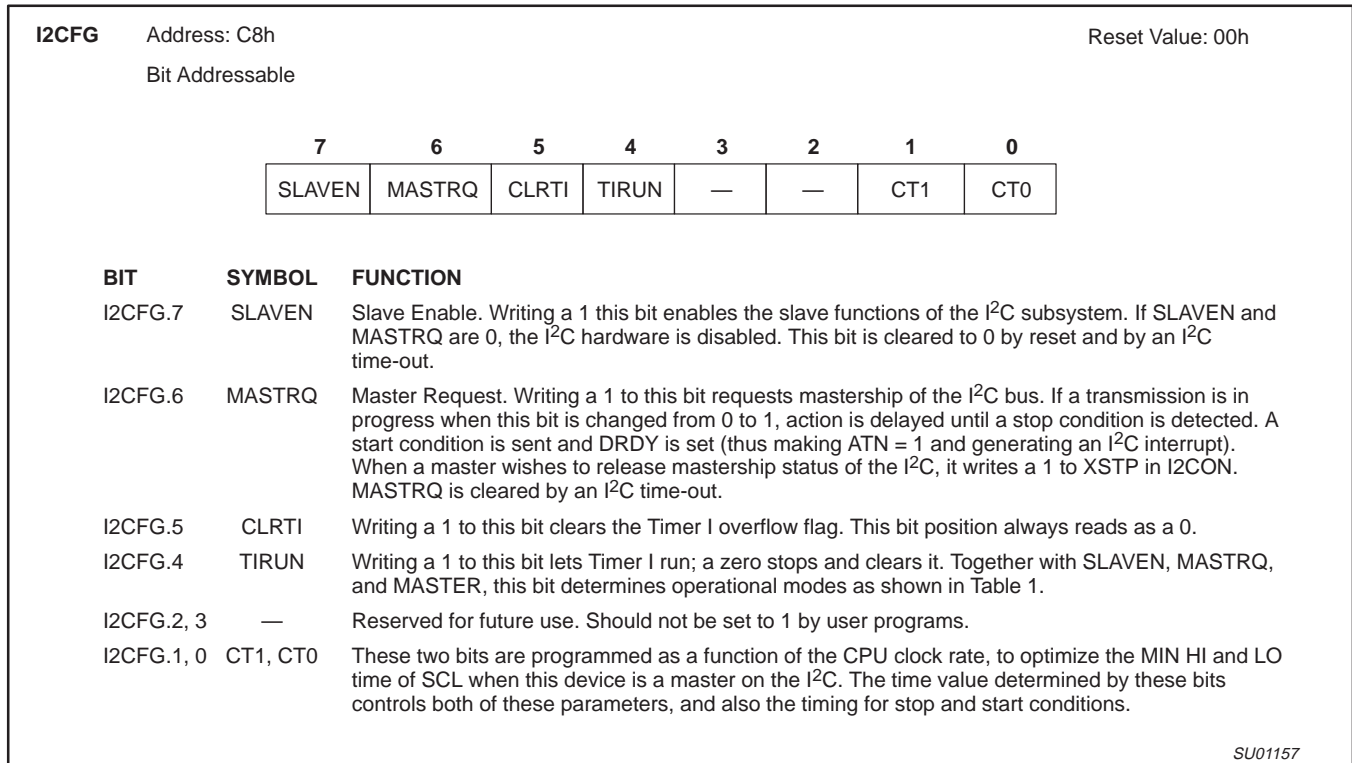 I2CFG Address: C8h Reset Value: 00h
Bit Addressable
7 6 5 4 3 2 1 0
SLAVEN MASTRQ CLRTI TIRUN — — CT1 CT0
BIT SYMBOL FUNCTION
I2CFG.7 SLAVEN Slave Enable. Writing a 1 this bit enables the slave functions of the I2C subsystem. If SLAVEN and
MASTRQ are 0, the I2C hardware is disabled. This bit is cleared to 0 by reset and by an I2C
time-out.
I2CFG.6 MASTRQ Master Request. Writing a 1 to this bit requests mastership of the I2C bus. If a transmission is in
progress when this bit is changed from 0 to 1, action is delayed until a stop condition is detected. A
start condition is sent and DRDY is set (thus making ATN = 1 and generating an I2C interrupt).
When a master wishes to release mastership status of the I2C, it writes a 1 to XSTP in I2CON.
MASTRQ is cleared by an I2C time-out.
I2CFG.5 CLRTI Writing a 1 to this bit clears the Timer I overflow flag. This bit position always reads as a 0.
I2CFG.4 TIRUN Writing a 1 to this bit lets Timer I run; a zero stops and clears it. Together with SLAVEN, MASTRQ,
and MASTER, this bit determines operational modes as shown in Table 1.
I2CFG.2, 3 — Reserved for future use. Should not be set to 1 by user programs.
I2CFG.1, 0 CT1, CT0 These two bits are programmed as a function of the CPU clock rate, to optimize the MIN HI and LO
time of SCL when this device is a master on the I2C. The time value determined by these bits
controls both of these parameters, and also the timing for stop and start conditions.
SU01157